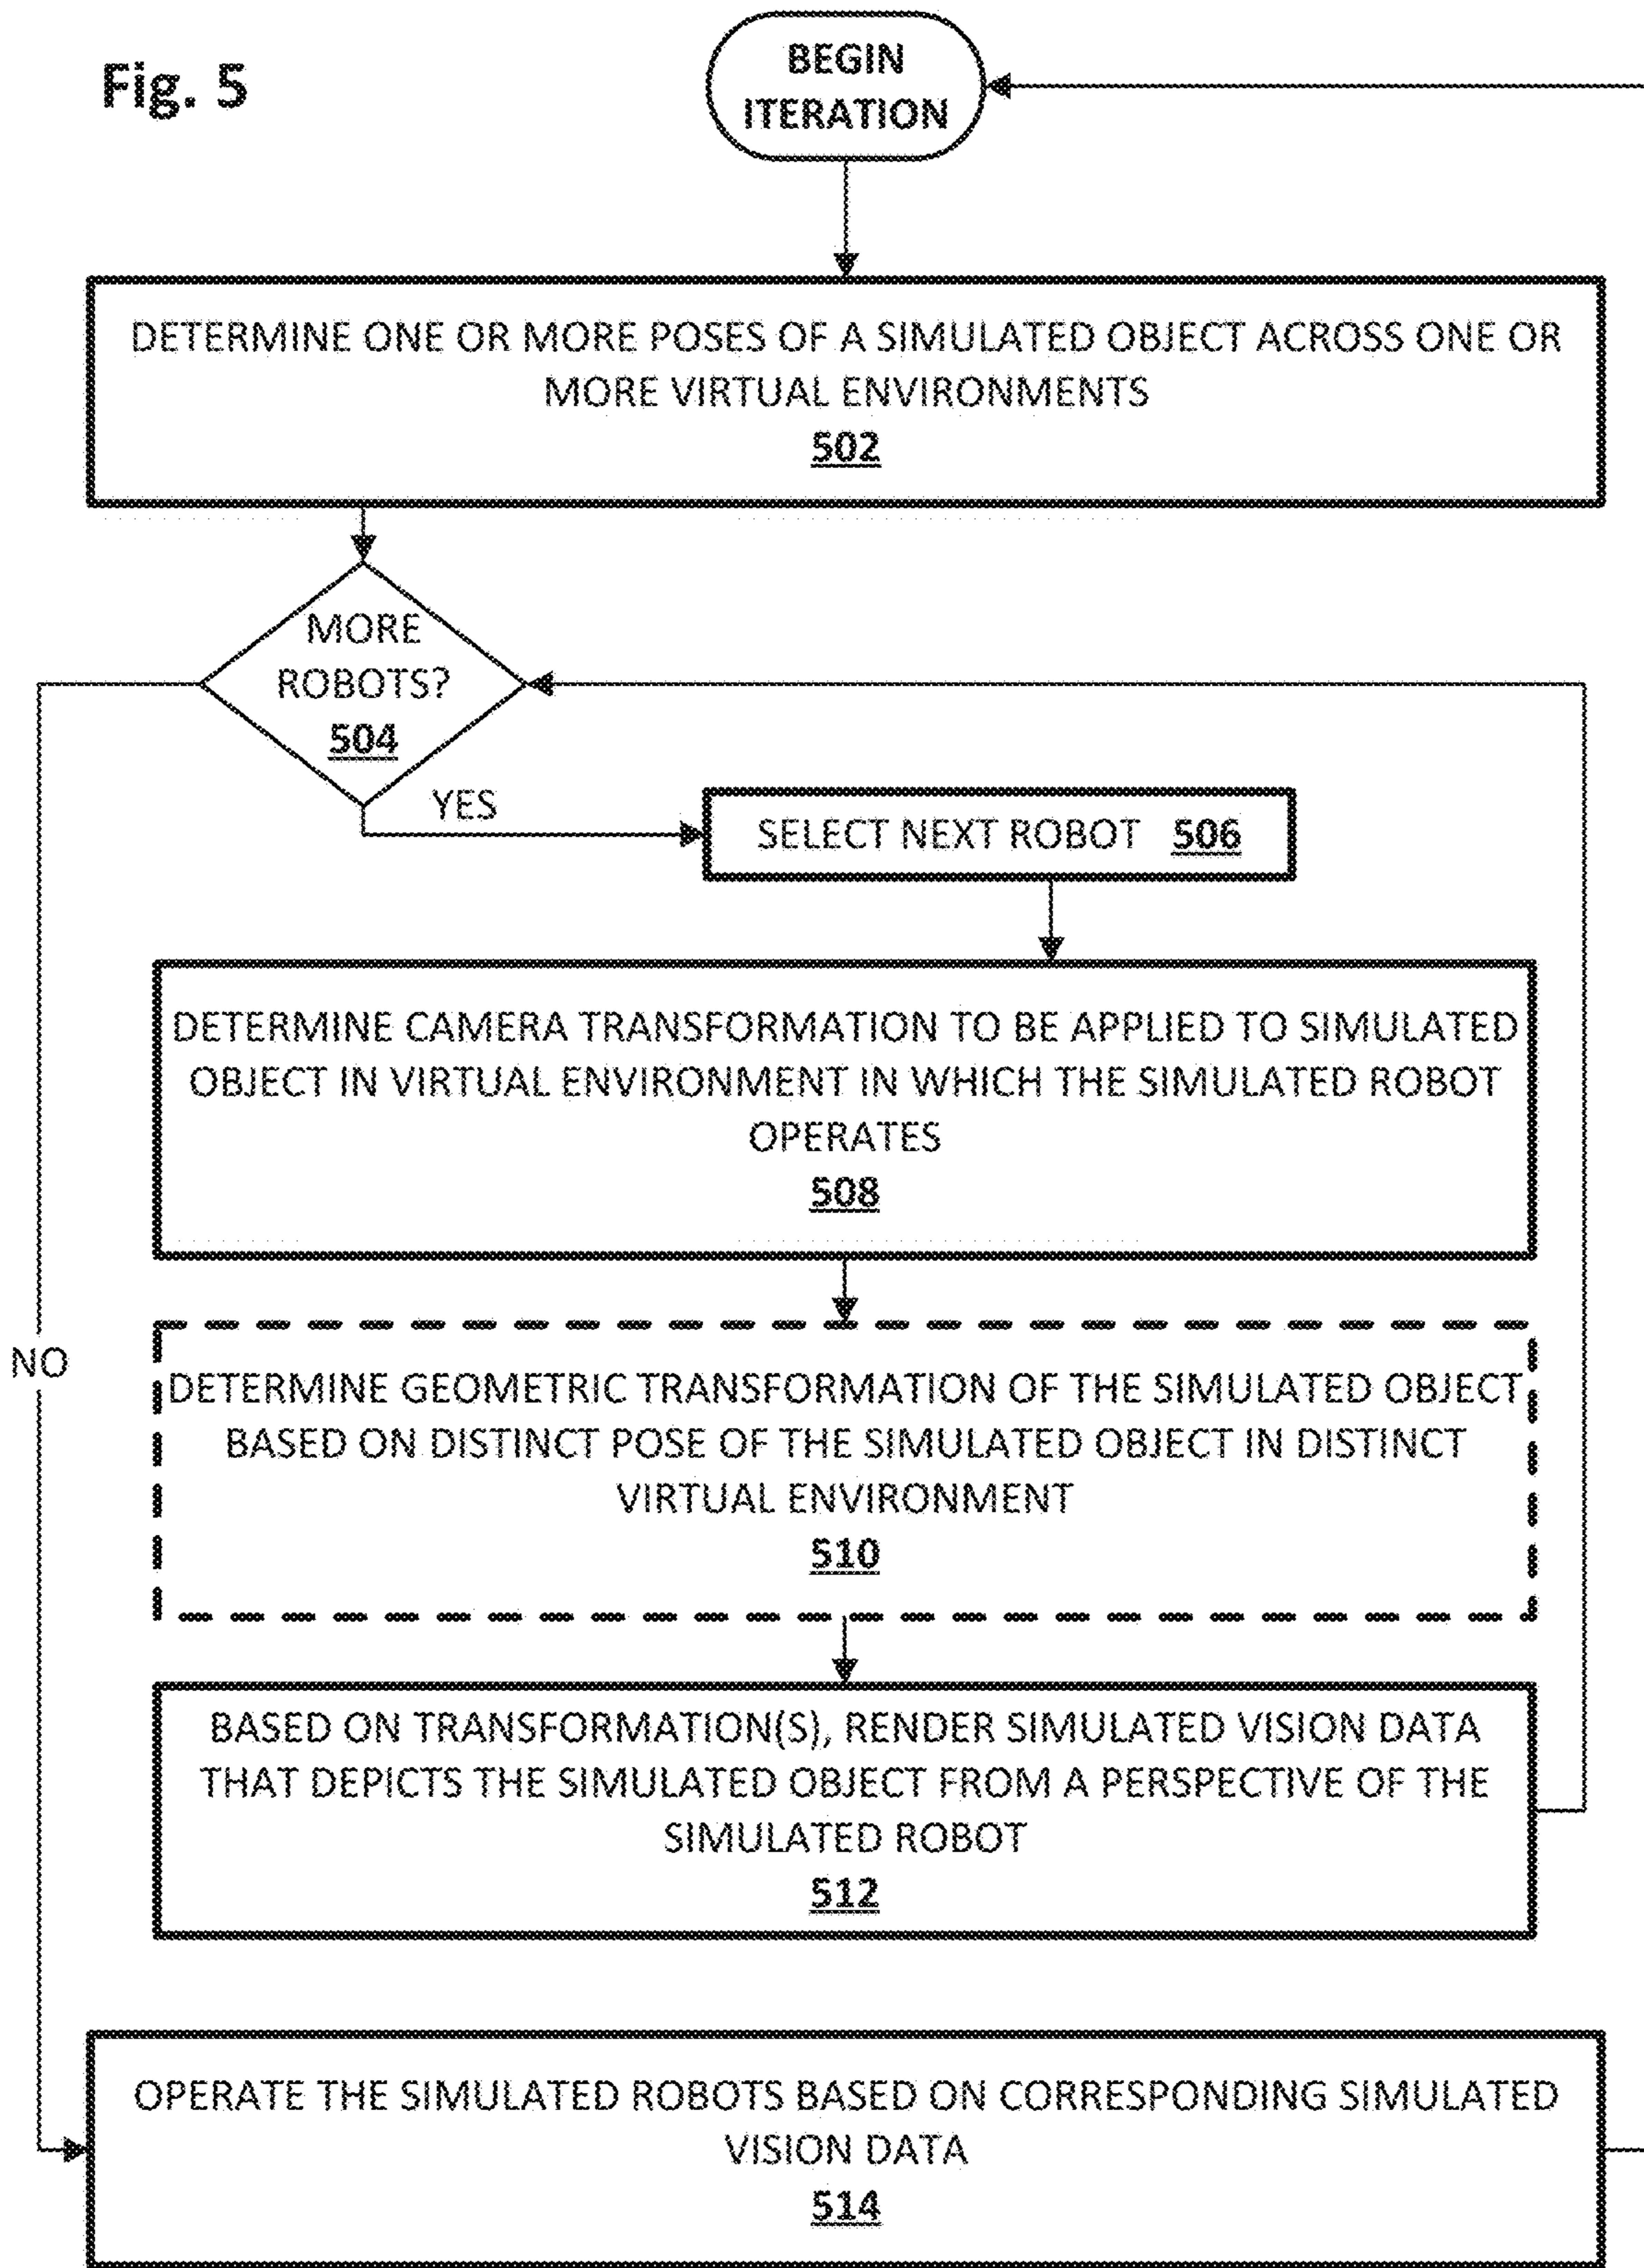 Fig. 5
BEGIN
ITERATION
DETERMINE ONE OR MORE POSES OF A SIMULATED OBJECT ACROSS ONE OR
MORE VIRTUAL ENVIRONMENTS
502
MORE
ROBOTS?
504
YES
SELECT NEXT ROBOT 506
DETERMINE CAMERA TRANSFORMATION TO BE APPLIED TO SIMULATED
OBJECT IN VIRTUAL ENVIRONMENT IN WHICH THE SIMULATED ROBOT
OPERATES
508
NO
DETERMINE GEOMETRIC TRANSFORMATION OF THE SIMULATED OBJECT
BASED ON DISTINCT POSE OF THE SIMULATED OBJECT IN DISTINCT
VIRTUAL ENVIRONMENT
510
BASED ON TRANSFORMATION(S), RENDER SIMULATED VISION DATA
THAT DEPICTS THE SIMULATED OBJECT FROM A PERSPECTIVE OF THE
SIMULATED ROBOT
512
OPERATE THE SIMULATED ROBOTS BASED ON CORRESPONDING SIMULATED
VISION DATA
514